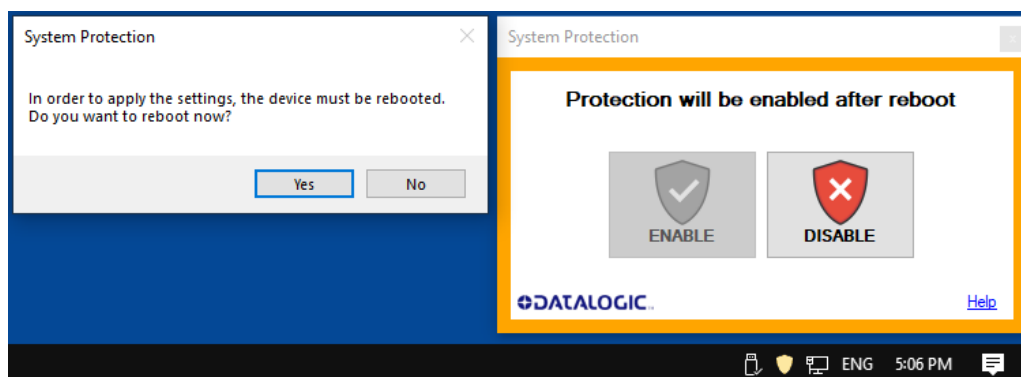 System Protection
In order to apply the settings, the device must be rebooted.
Do you want to reboot now?
Yes
No
System Protection
Protection will be enabled after reboot
ENABLE
DISABLE
DATALOGIC
Help
ENG
5:06 PM